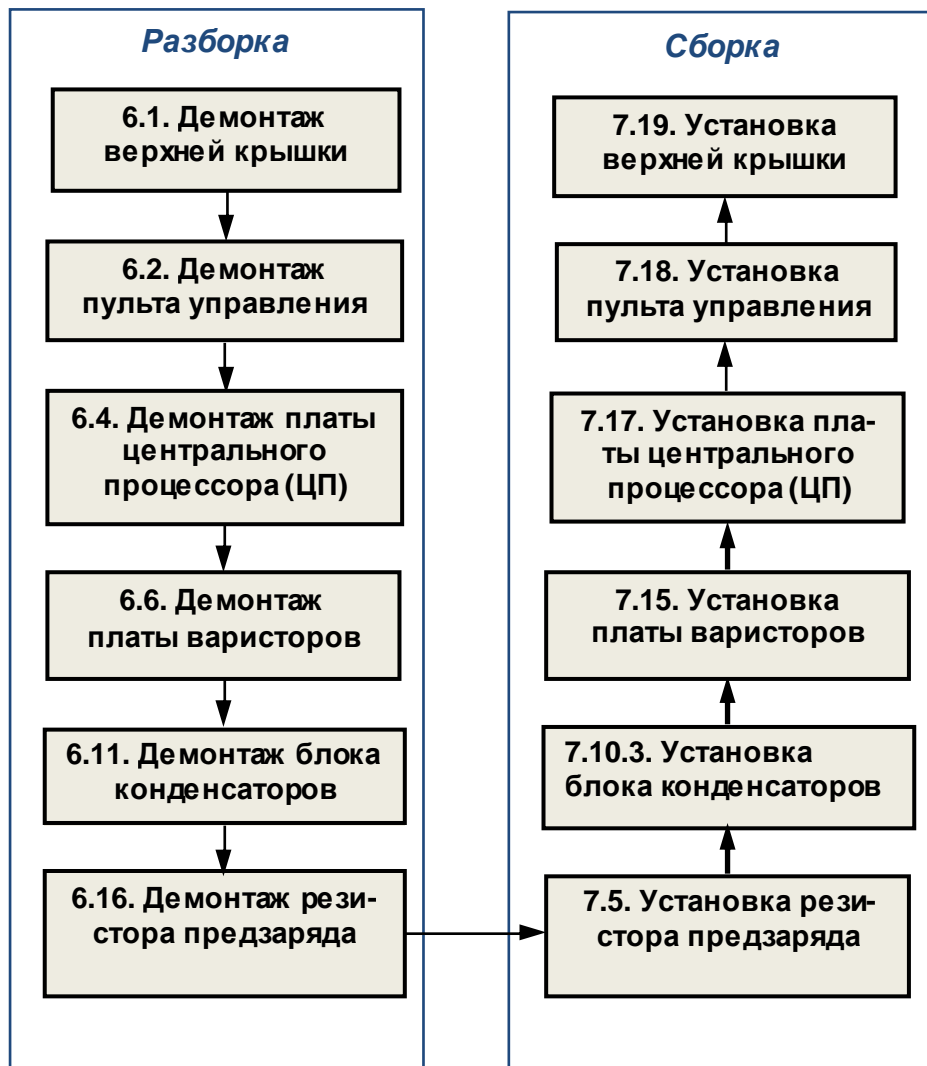 Разборка
6.1. Демонтаж
верхней крышки
6.2. Демонтаж
пульта управления
6.4. Демонтаж платы
центрального
процессора (ЦП)
6.6. Демонтаж
платы варисторов
6.11. Демонтаж блока
конденсаторов
6.16. Демонтаж рези-
стора предзаряда
Сборка
7.19. Установка
верхней крышки
7.18. Установка
пульта управления
7.17. Установка пла-
ты центрального
процессора (ЦП)
7.15. Установка
платы варисторов
7.10.3. Установка
блока конденсаторов
7.5. Установка рези-
стора предзаряда